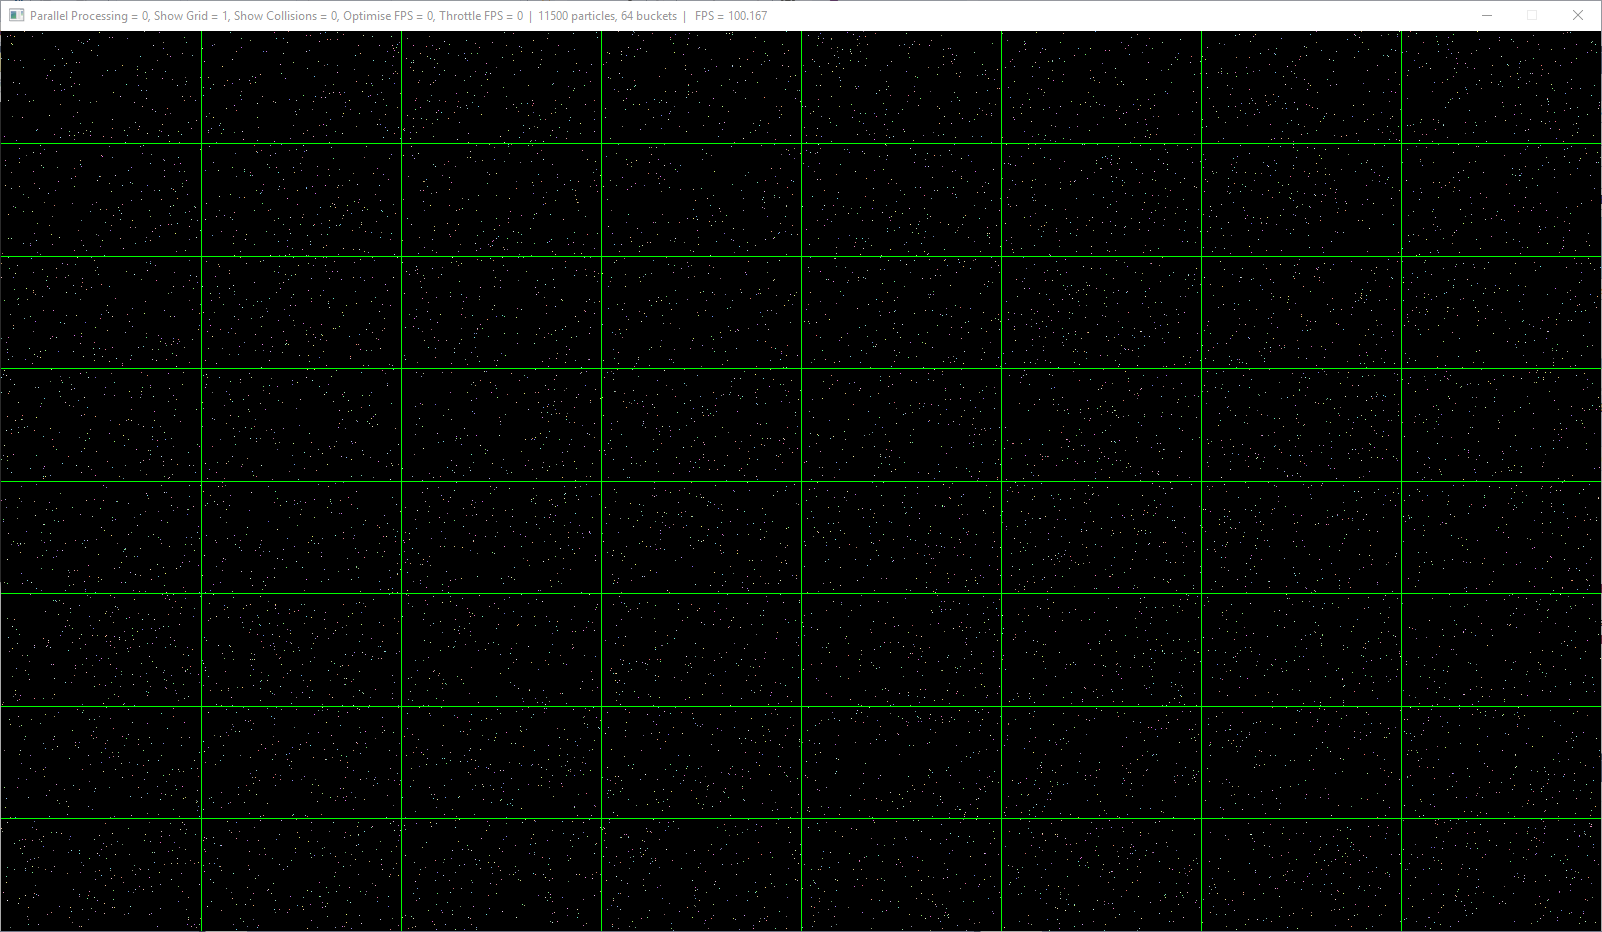 Parallel Processing = 0, Show Grid = 1, Show Collisions = 0, Optimise FPS = 0, Throttle FPS = 0 | 11500 particles, 64 buckets | FPS = 100.167